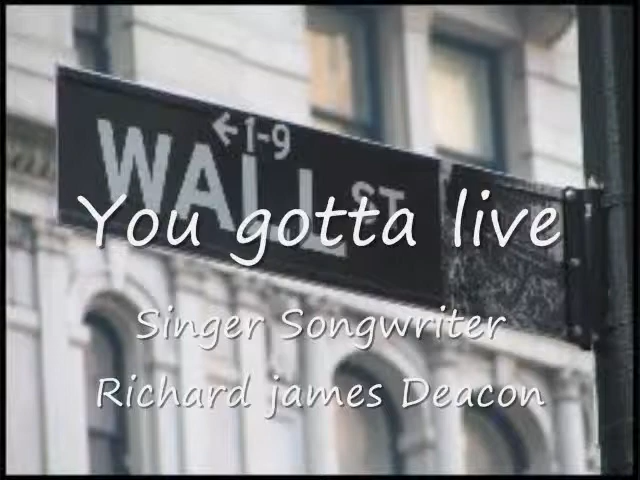 ←1-9
WALL ST
You gotta live
Singer Songwriter
Richard james Deacon